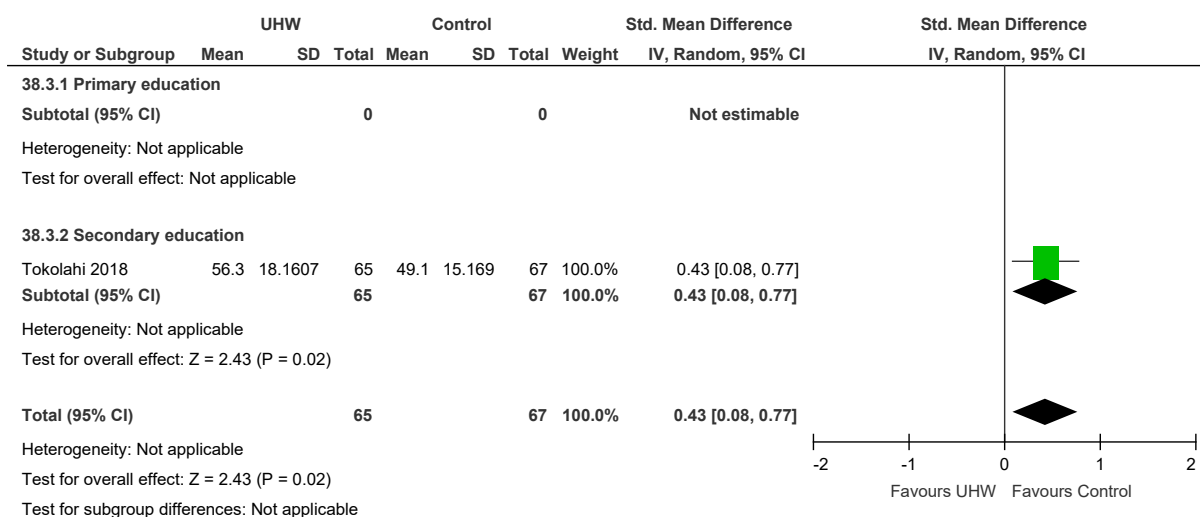 UHW Control Std. Mean Difference Std. Mean Difference
Study or Subgroup Mean SD Total Mean SD Total Weight IV, Random, 95% CI IV, Random, 95% CI
38.3.1 Primary education
Subtotal (95% CI) 0 0 Not estimable
Heterogeneity: Not applicable
Test for overall effect: Not applicable
38.3.2 Secondary education
Tokolahi 2018 56.3 18.1607 65 49.1 15.169 67 100.0% 0.43 [0.08, 0.77]
Subtotal (95% CI) 65 67 100.0% 0.43 [0.08, 0.77]
Heterogeneity: Not applicable
Test for overall effect: Z = 2.43 (P = 0.02)
Total (95% CI) 65 67 100.0% 0.43 [0.08, 0.77]
Heterogeneity: Not applicable
Test for overall effect: Z = 2.43 (P = 0.02)
Test for subgroup differences: Not applicable
-2 -1 0 1 2
Favours UHW Favours Control